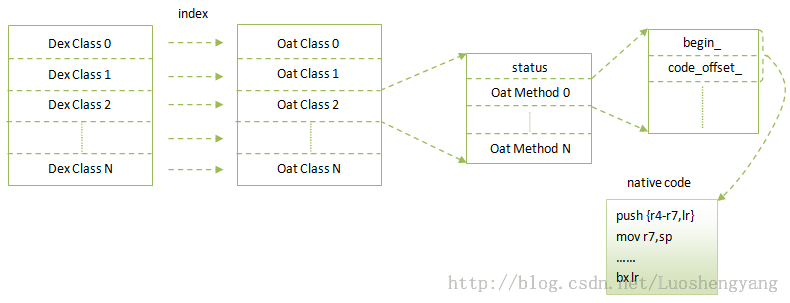 index
Dex Class 0
Dex Class 1
Dex Class 2
Dex Class N
Oat Class 0
Oat Class 1
Oat Class 2
Oat Class N
status
Oat Method 0
Oat Method N
begin_
code_offset_
native code
push {r4-r7,lr}
mov r7,sp
......
bx lr
http://blog.csdn.net/Luoshengyang